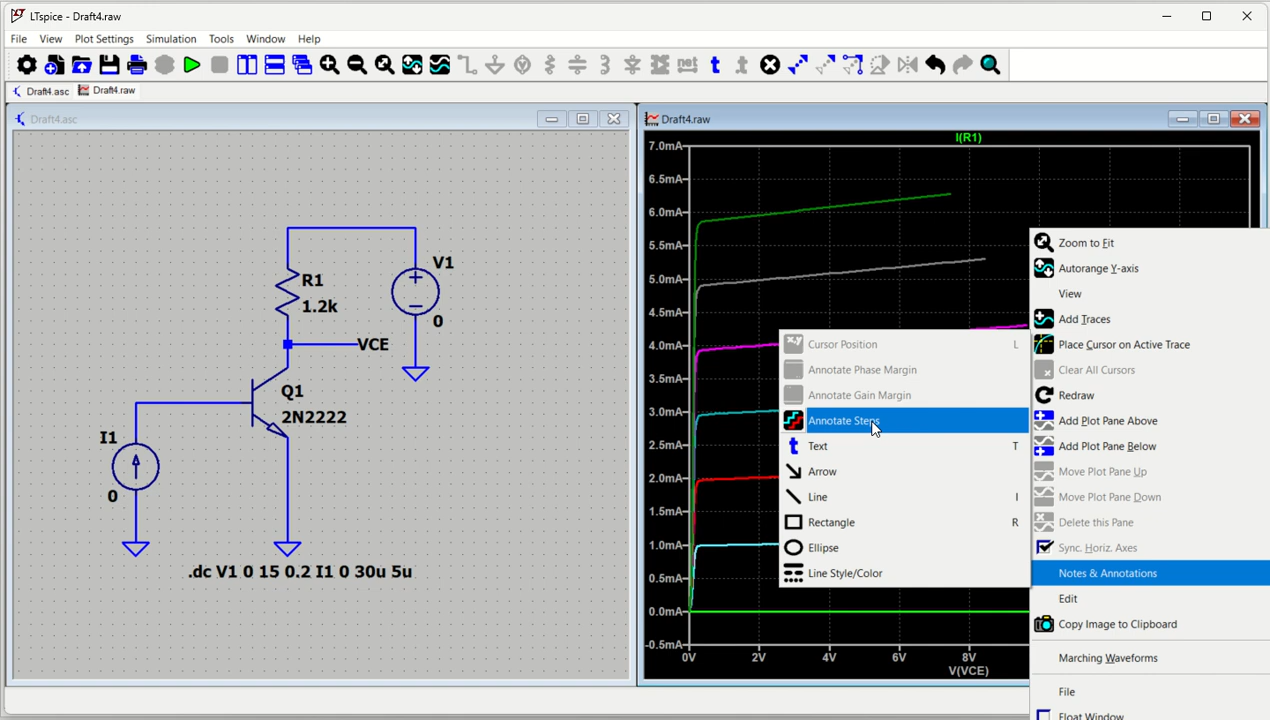 LTspice - Draft4.raw
File View Plot Settings Simulation Tools Window Help
net t t
Draft4.asc Draft4.raw
Draft4.asc
R1
1.2k
V1
0
VCE
Q1
2N2222
I1
0
.dc V1 0 15 0.2 I1 0 30u 5u
Draft4.raw
I(R1)
7.0mA
6.5mA
6.0mA
5.5mA
5.0mA
4.5mA
4.0mA
3.5mA
3.0mA
2.5mA
2.0mA
1.5mA
1.0mA
0.5mA
0.0mA
-0.5mA
0V 2V 4V 6V 8V
V(VCE)
x,y Cursor Position L
Annotate Phase Margin
Annotate Gain Margin
Annotate Steps
t Text T
Arrow
Line I
Rectangle R
Ellipse
Line Style/Color
Zoom to Fit
Autorange Y-axis
View
Add Traces
Place Cursor on Active Trace
Clear All Cursors
Redraw
Add Plot Pane Above
Add Plot Pane Below
Move Plot Pane Up
Move Plot Pane Down
Delete this Pane
Sync. Horiz. Axes
Notes & Annotations
Edit
Copy Image to Clipboard
Marching Waveforms
File
Float Window